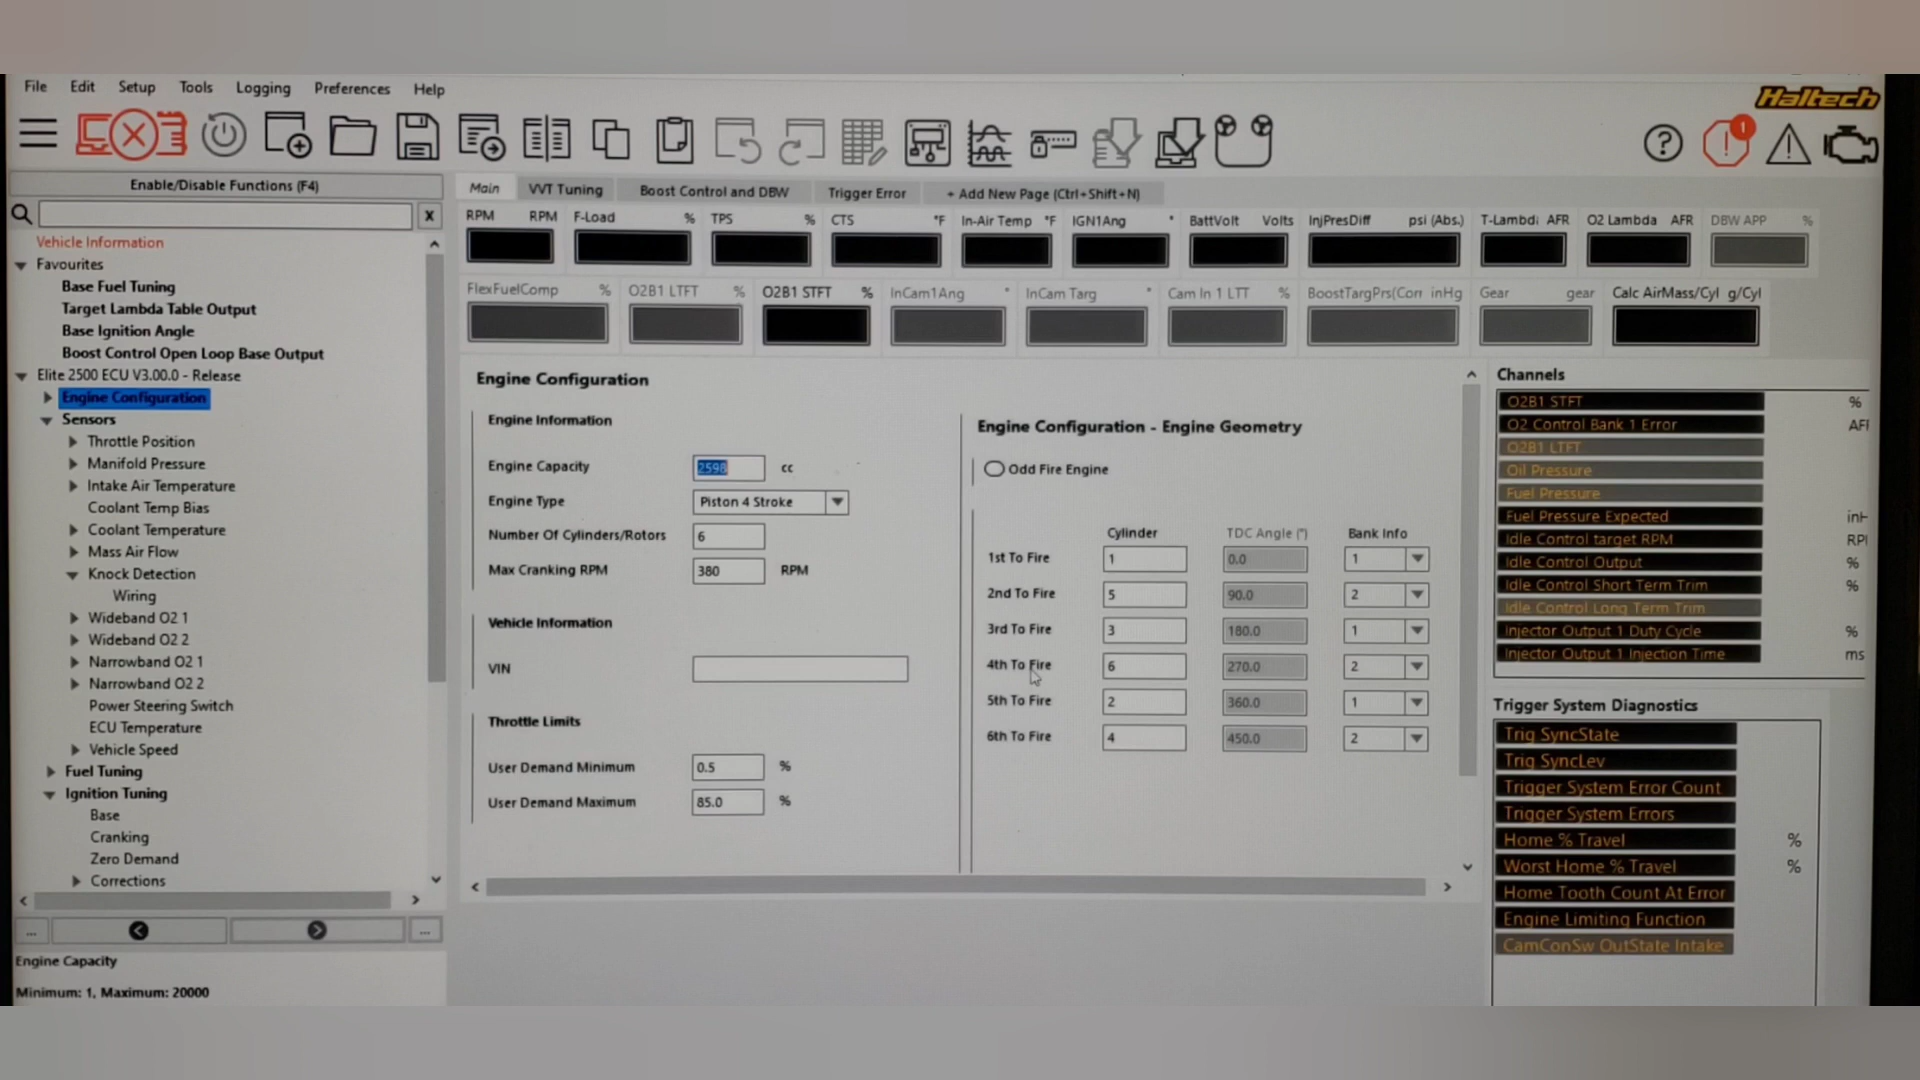 File Edit Setup Tools Logging Preferences Help
Haltech
1
Enable/Disable Functions (F4)
Main VVT Tuning Boost Control and DBW Trigger Error + Add New Page (Ctrl+Shift+N)
X
RPM RPM F-Load % TPS % CTS °F In-Air Temp °F IGN1Ang ° BattVolt Volts InjPresDiff psi (Abs.) T-Lambd AFR O2 Lambda AFR DBW APP %
FlexFuelComp % O2B1 LTFT % O2B1 STFT % InCam1Ang ° InCam Targ ° Cam In 1 LTT % BoostTargPrs(Corr inHg Gear gear Calc AirMass/Cyl g/Cyl
Vehicle Information
Favourites
Base Fuel Tuning
Target Lambda Table Output
Base Ignition Angle
Boost Control Open Loop Base Output
Elite 2500 ECU V3.00.0 - Release
Engine Configuration
Sensors
Throttle Position
Manifold Pressure
Intake Air Temperature
Coolant Temp Bias
Coolant Temperature
Mass Air Flow
Knock Detection
Wiring
Wideband O2 1
Wideband O2 2
Narrowband O2 1
Narrowband O2 2
Power Steering Switch
ECU Temperature
Vehicle Speed
Fuel Tuning
Ignition Tuning
Base
Cranking
Zero Demand
Corrections
... ...
Engine Capacity
Minimum: 1, Maximum: 20000
Engine Configuration
Engine Information
Engine Capacity 2598 cc
Engine Type Piston 4 Stroke
Number Of Cylinders/Rotors 6
Max Cranking RPM 380 RPM
Vehicle Information
VIN
Throttle Limits
User Demand Minimum 0.5 %
User Demand Maximum 85.0 %
Engine Configuration - Engine Geometry
Odd Fire Engine
Cylinder TDC Angle (°) Bank Info
1st To Fire 1 0.0 1
2nd To Fire 5 90.0 2
3rd To Fire 3 180.0 1
4th To Fire 6 270.0 2
5th To Fire 2 360.0 1
6th To Fire 4 450.0 2
Channels
O2B1 STFT %
O2 Control Bank 1 Error AFR
O2B1 LTFT
Oil Pressure
Fuel Pressure
Fuel Pressure Expected inH
Idle Control target RPM RPI
Idle Control Output %
Idle Control Short Term Trim %
Idle Control Long Term Trim
Injector Output 1 Duty Cycle %
Injector Output 1 Injection Time ms
Trigger System Diagnostics
Trig SyncState
Trig SyncLev
Trigger System Error Count
Trigger System Errors
Home % Travel %
Worst Home % Travel %
Home Tooth Count At Error
Engine Limiting Function
CamConSw OutState Intake